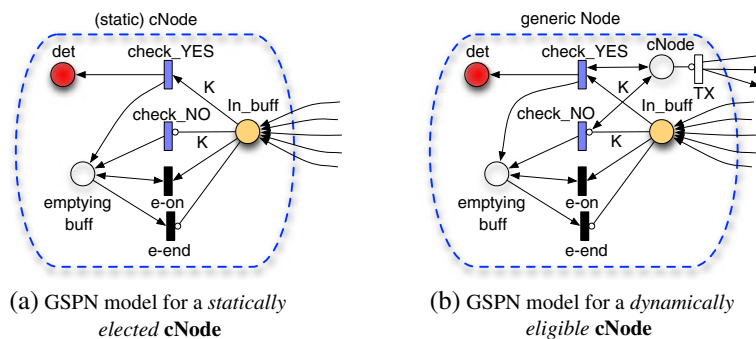 (static) cNode
det
check_YES
K
check_NO
In_buff
K
emptying
buff
e-on
e-end
(a) GSPN model for a statically
elected cNode
generic Node
det
check_YES
cNode
K
TX
check_NO
In_buff
K
emptying
buff
e-on
e-end
(b) GSPN model for a dynamically
eligible cNode